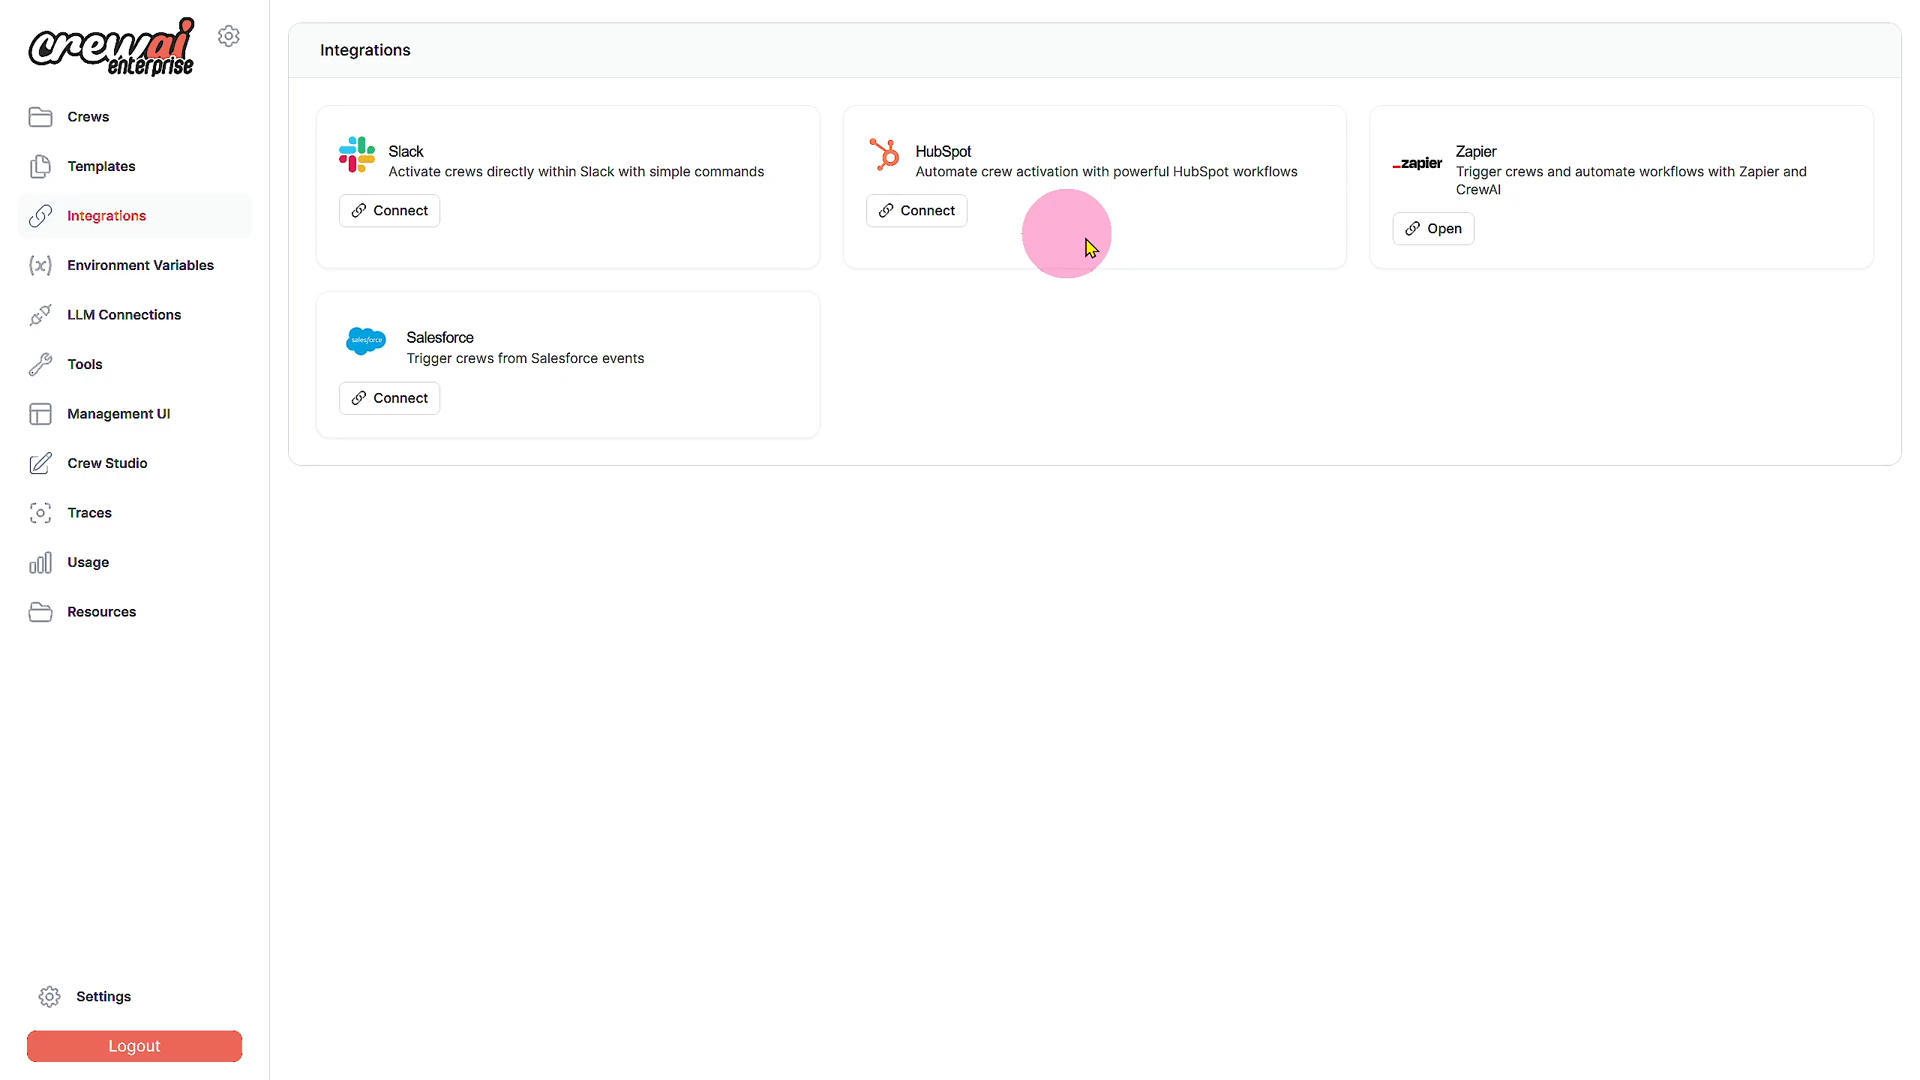 crewai
enterprise
Crews
Templates
Integrations
Environment Variables
LLM Connections
Tools
Management UI
Crew Studio
Traces
Usage
Resources
Settings
Logout
Integrations
Slack
Activate crews directly within Slack with simple commands
Connect
HubSpot
Automate crew activation with powerful HubSpot workflows
Connect
zapier
Zapier
Trigger crews and automate workflows with Zapier and
CrewAI
Open
salesforce
Salesforce
Trigger crews from Salesforce events
Connect